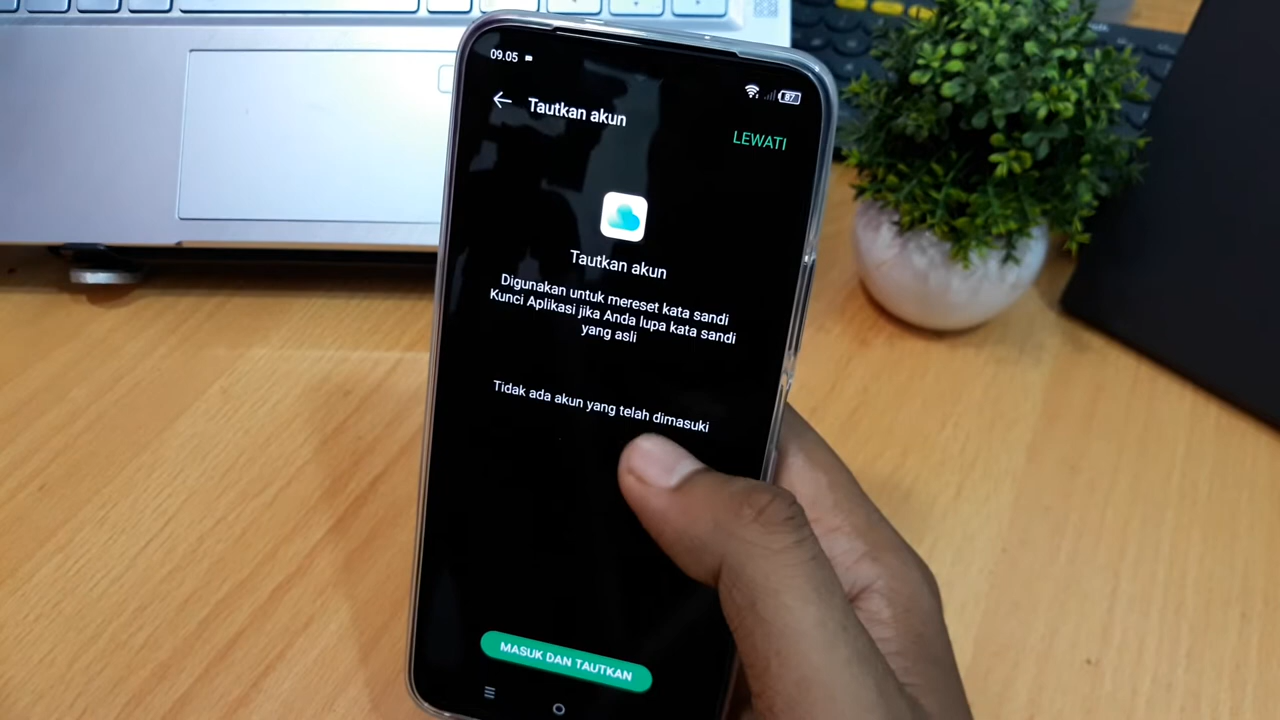 09.05
87
Tautkan akun
LEWATI
Tautkan akun
Digunakan untuk mereset kata sandi
Kunci Aplikasi jika Anda lupa kata sandi
yang asli
Tidak ada akun yang telah dimasuki
MASUK DAN TAUTKAN